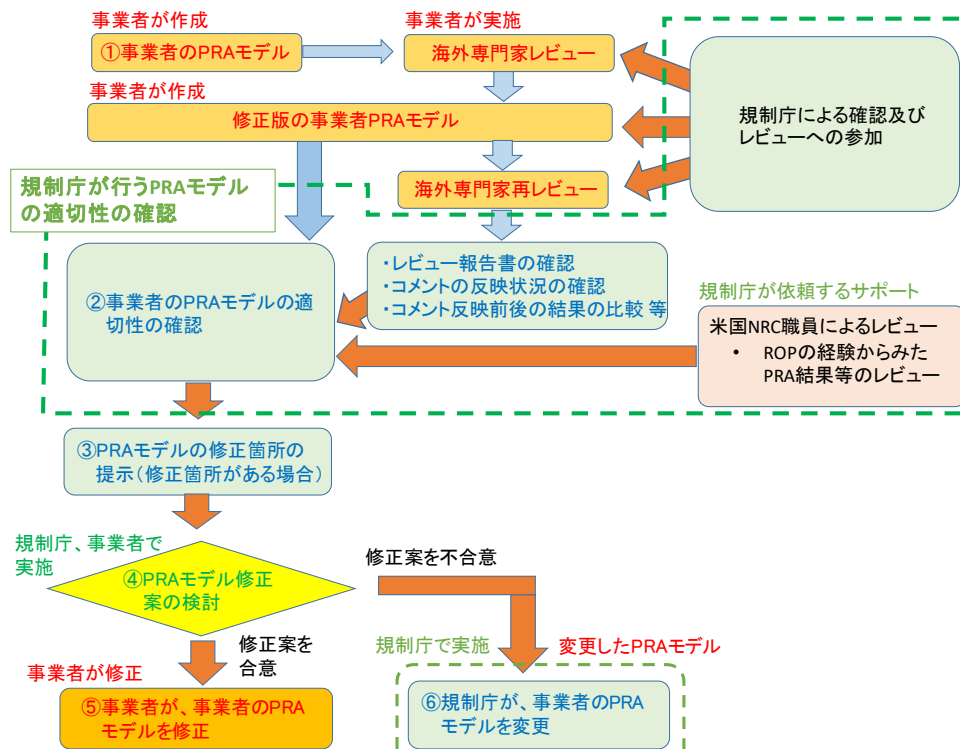 事業者が作成
事業者が実施
①事業者のPRAモデル
海外専門家レビュー
事業者が作成
修正版の事業者PRAモデル
規制庁による確認及び
レビューへの参加
海外専門家再レビュー
規制庁が行うPRAモデル
の適切性の確認
・レビュー報告書の確認
・コメントの反映状況の確認
・コメント反映前後の結果の比較 等
②事業者のPRAモデルの適
切性の確認
規制庁が依頼するサポート
米国NRC職員によるレビュー
• ROPの経験からみた
PRA結果等のレビュー
③PRAモデルの修正箇所の
提示(修正箇所がある場合)
規制庁、事業者で
実施
④PRAモデル修正
案の検討
修正案を不合意
修正案を
合意
規制庁で実施
変更したPRAモデル
事業者が修正
⑤事業者が、事業者のPRA
モデルを修正
⑥規制庁が、事業者のPRA
モデルを変更